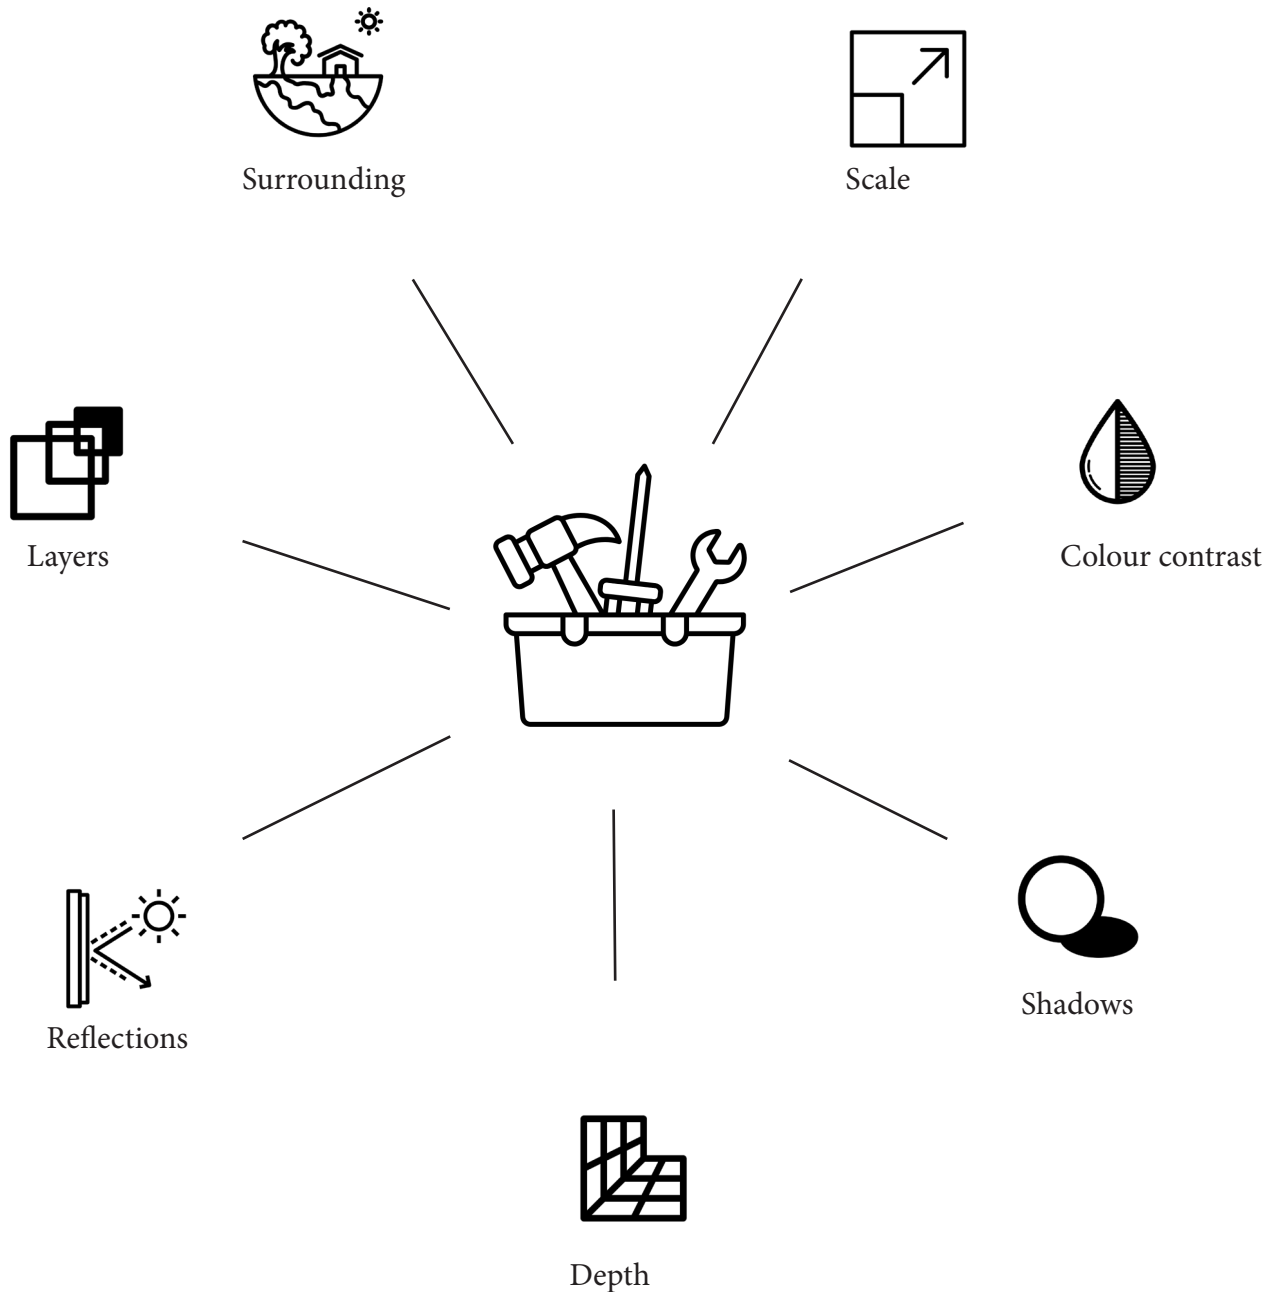 Surrounding
Scale
Layers
Colour contrast
Reflections
Shadows
Depth